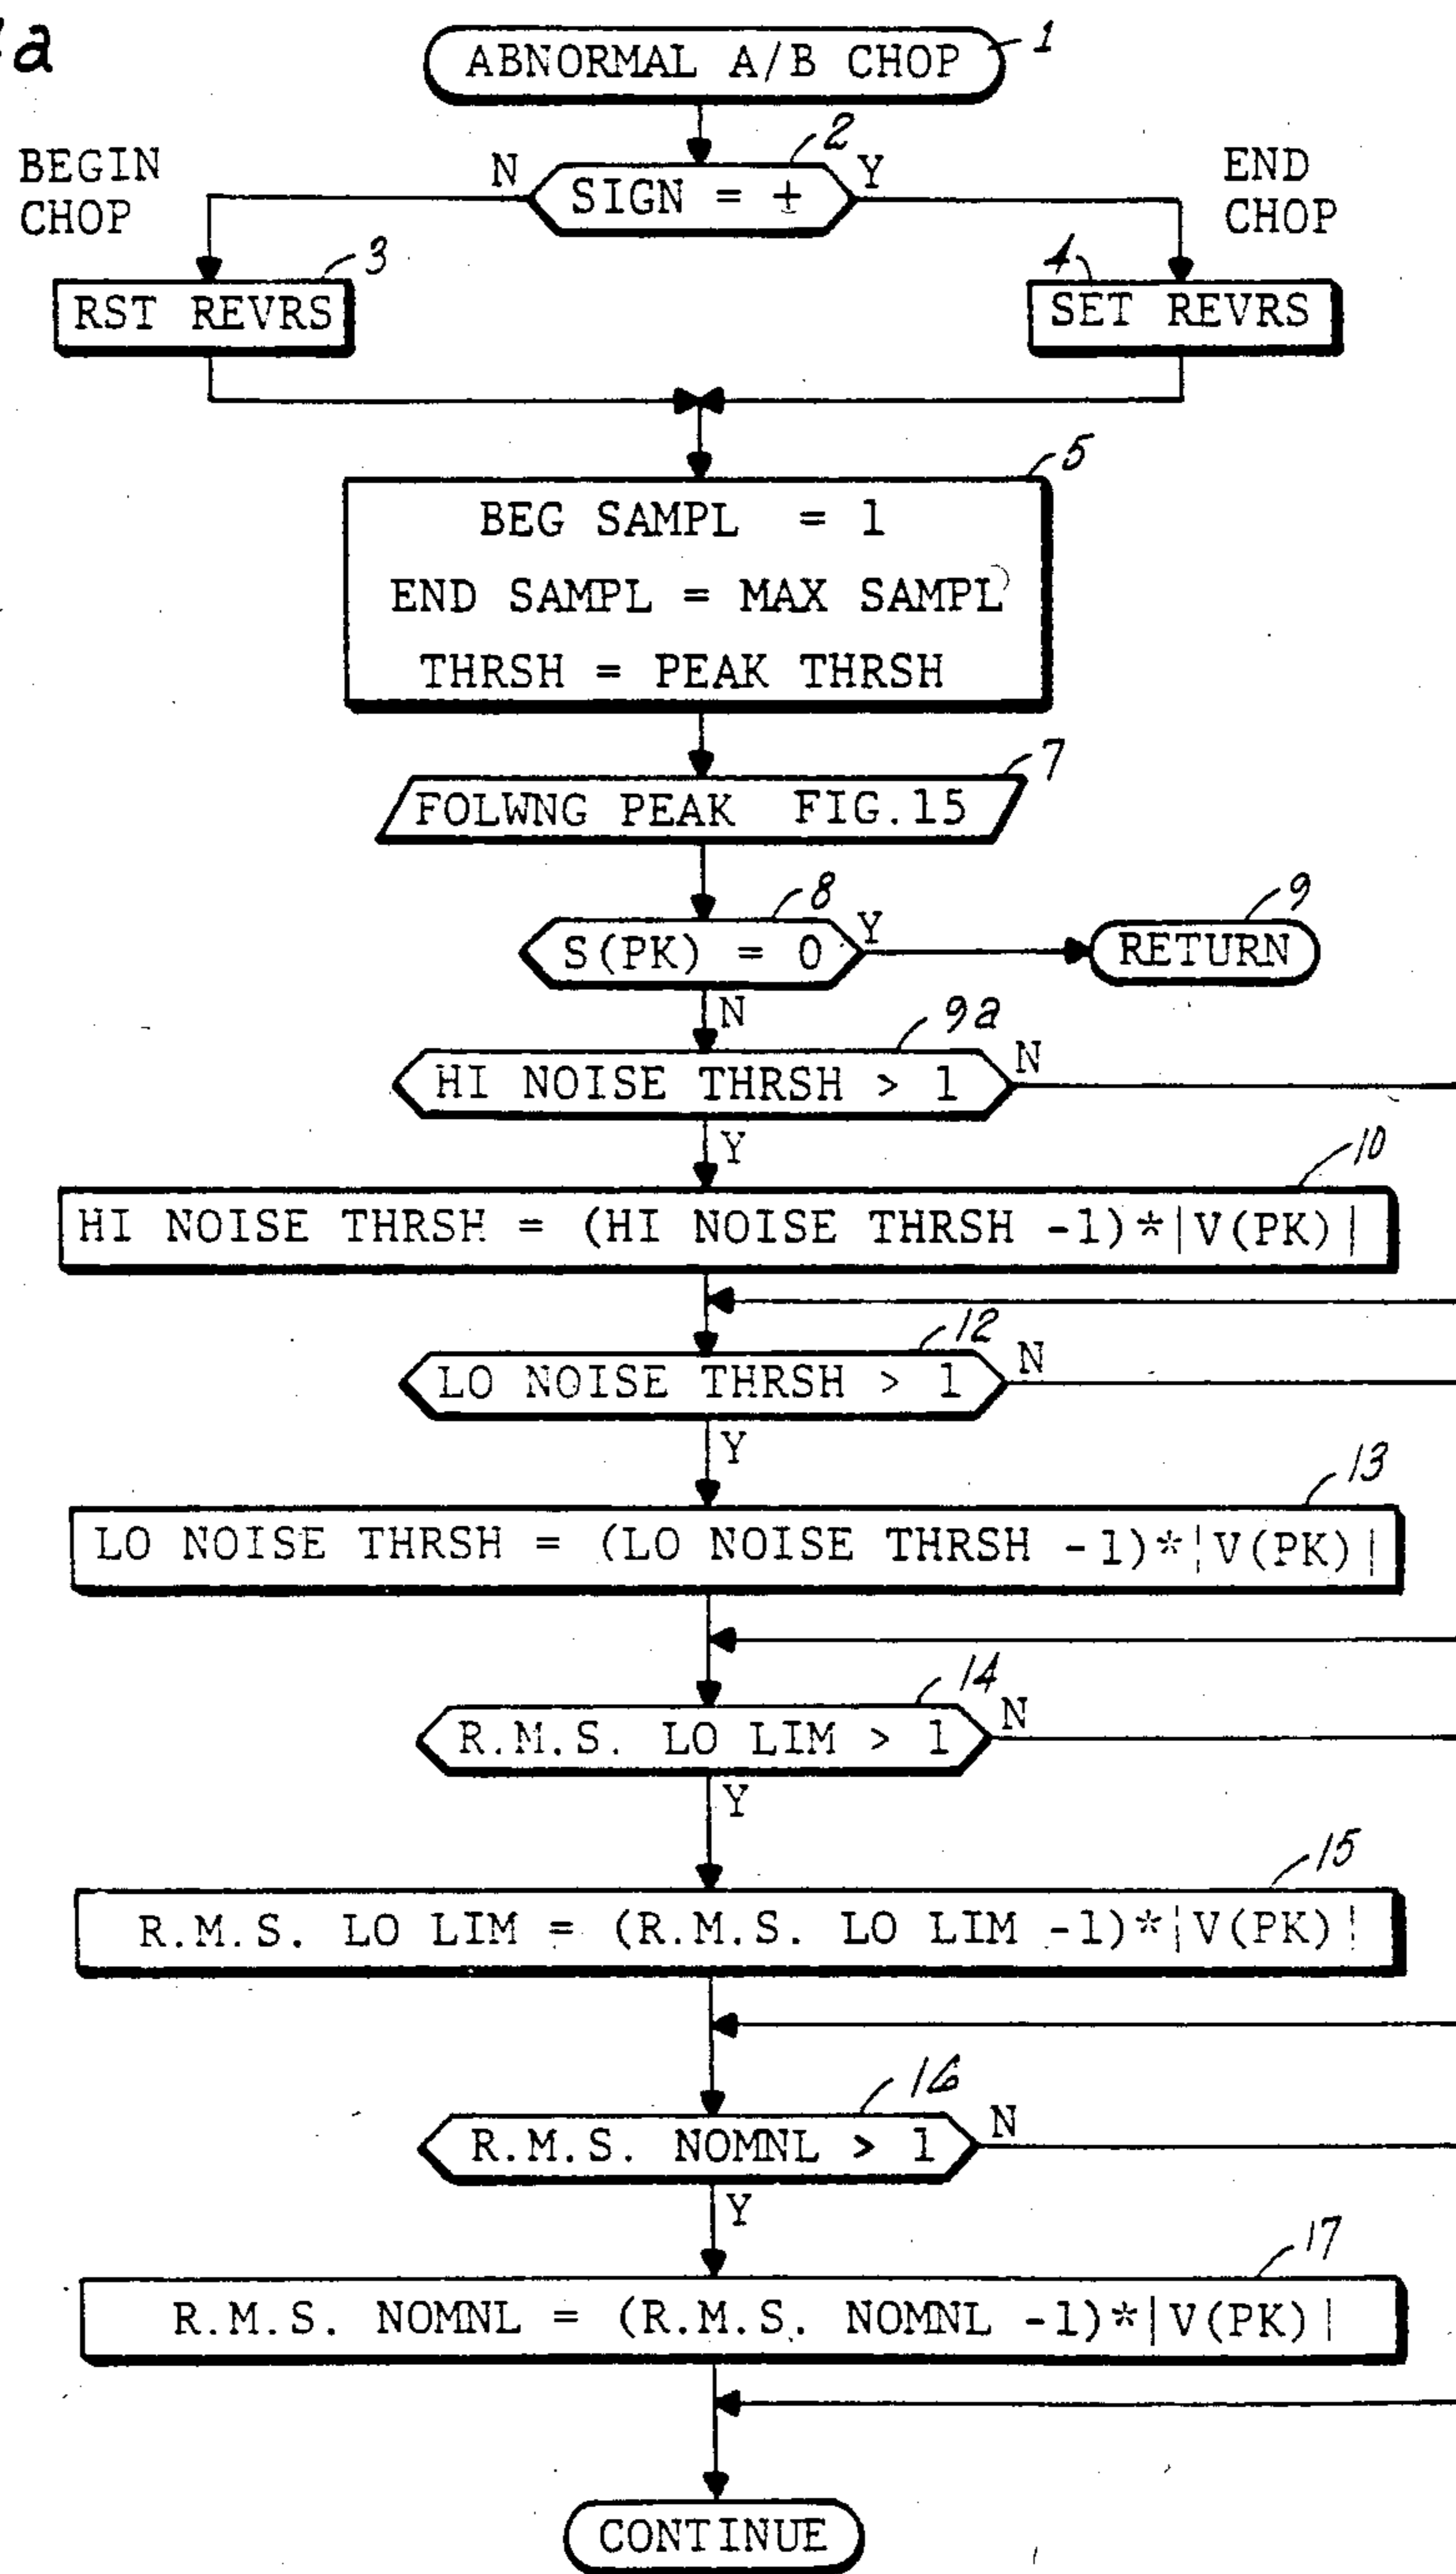 a
ABNORMAL A/B CHOP
1
2
BEGIN
CHOP
N
SIGN = +
Y
END
CHOP
3
RST REVRS
4
SET REVRS
5
BEG SAMPL = 1
END SAMPL = MAX SAMPL
THRSH = PEAK THRSH
7
FOLWNG PEAK FIG.15
8
S(PK) = 0
Y
9
RETURN
N
9a
HI NOISE THRSH > 1
N
Y
10
HI NOISE THRSH = (HI NOISE THRSH -1)*|V(PK)|
12
LO NOISE THRSH > 1
N
Y
13
LO NOISE THRSH = (LO NOISE THRSH -1)*|V(PK)|
14
R.M.S. LO LIM > 1
N
Y
15
R.M.S. LO LIM = (R.M.S. LO LIM -1)*|V(PK)|
16
R.M.S. NOMNL > 1
N
Y
17
R.M.S. NOMNL = (R.M.S. NOMNL -1)*|V(PK)|
CONTINUE